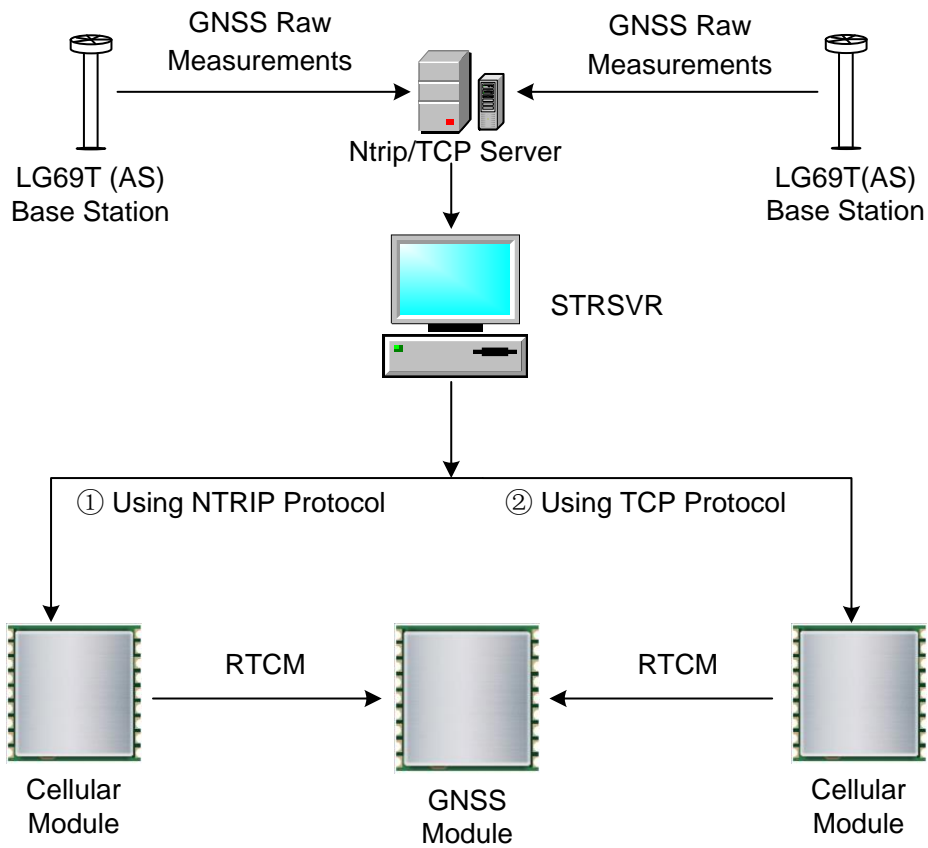 GNSS Raw
Measurements
GNSS Raw
Measurements
Ntrip/TCP Server
LG69T (AS)
Base Station
LG69T(AS)
Base Station
STRSVR
① Using NTRIP Protocol
② Using TCP Protocol
RTCM
RTCM
Cellular
Module
GNSS
Module
Cellular
Module